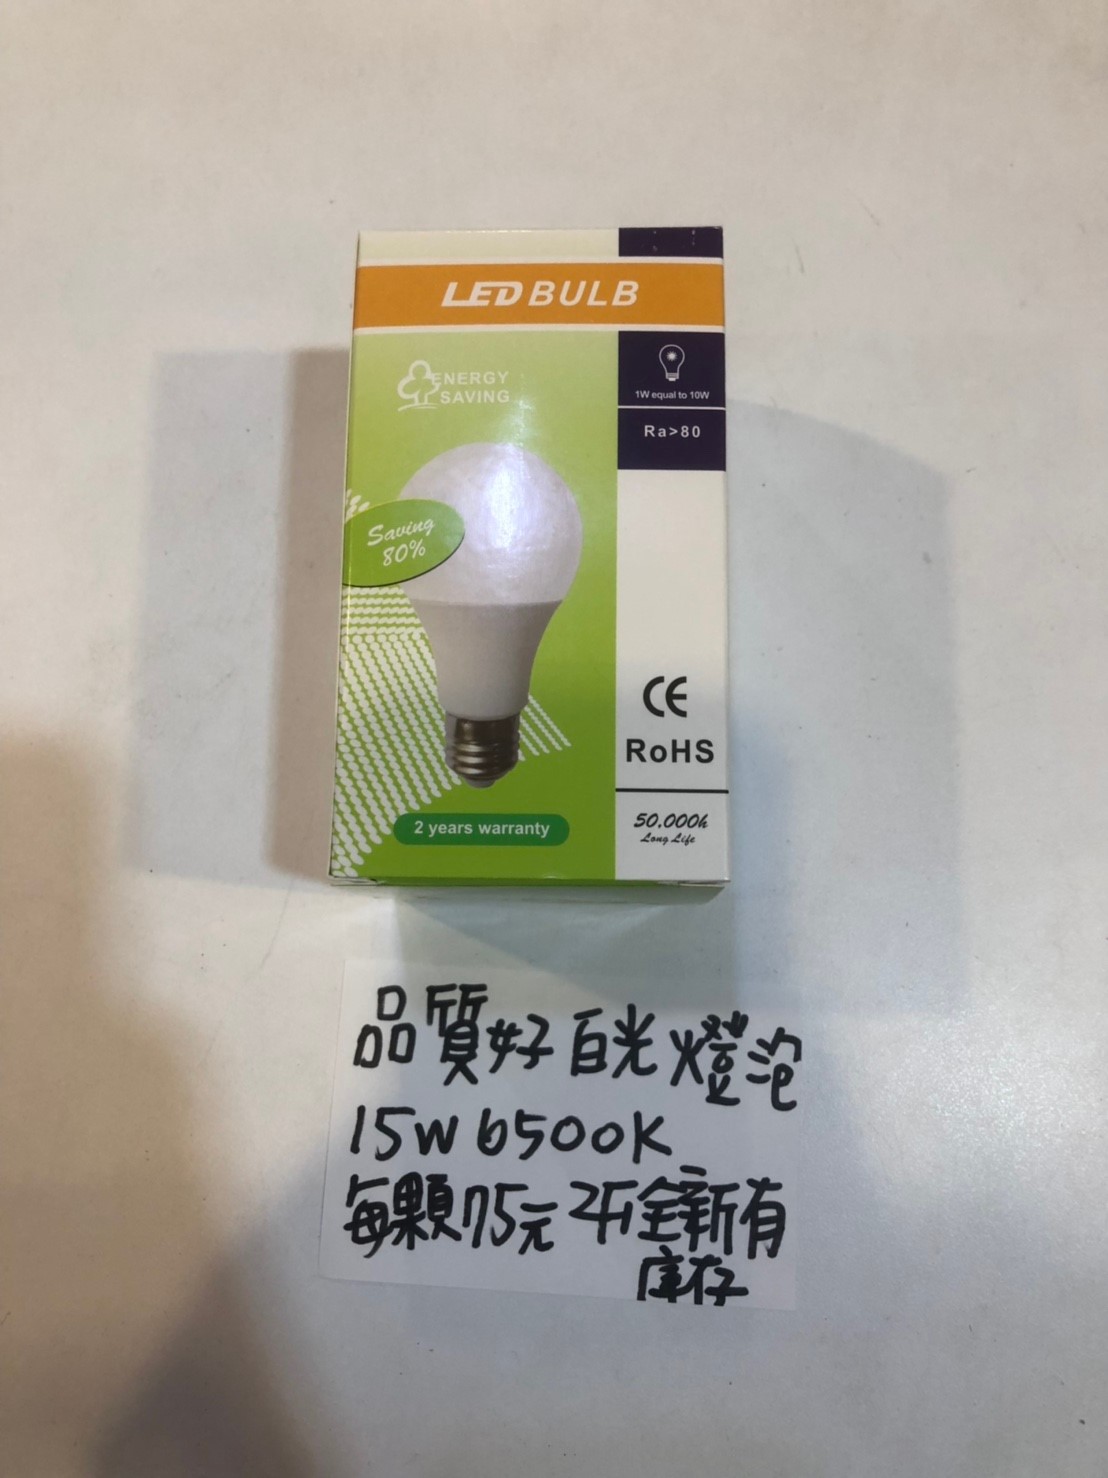 LED BULB
ENERGY
SAVING
1W equal to 10W
Ra>80
Saving
80%
CE
RoHS
2 years warranty
50.000h
Long Life
品質好 白光燈泡
15W 6500K
每顆75元 全新有
庫存